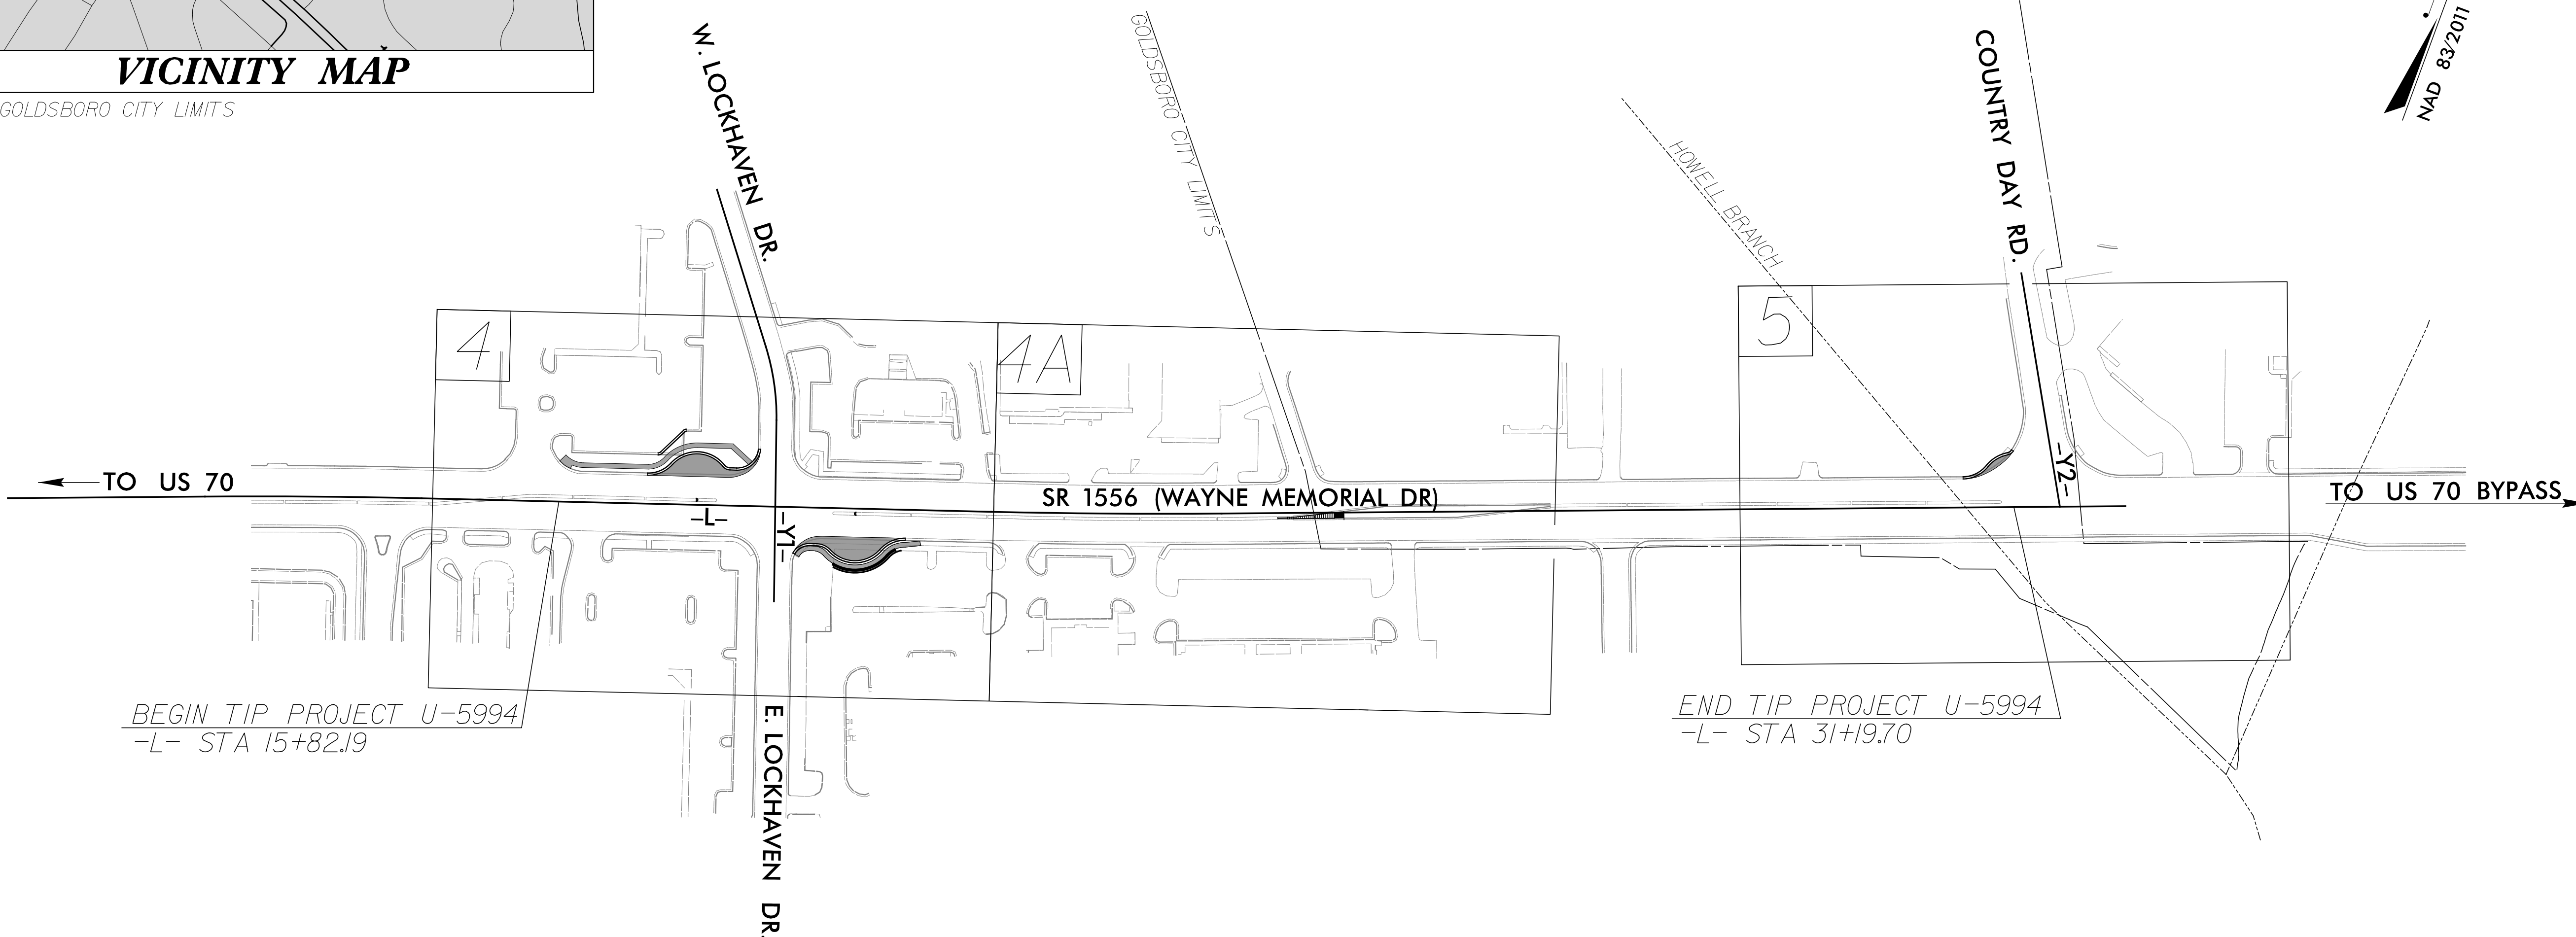 VICINITY MAP
GOLDSBORO CITY LIMITS
W. LOCKHAVEN DR.
GOLDSBORO CITY LIMITS
HOWELL BRANCH
COUNTRY DAY RD.
NAD 83/2011
4
4A
5
TO US 70
-L-
-Y1-
SR 1556 (WAYNE MEMORIAL DR)
-Y2-
TO US 70 BYPASS
BEGIN TIP PROJECT U-5994
-L- STA 15+82.19
E. LOCKHAVEN DR.
END TIP PROJECT U-5994
-L- STA 31+19.70